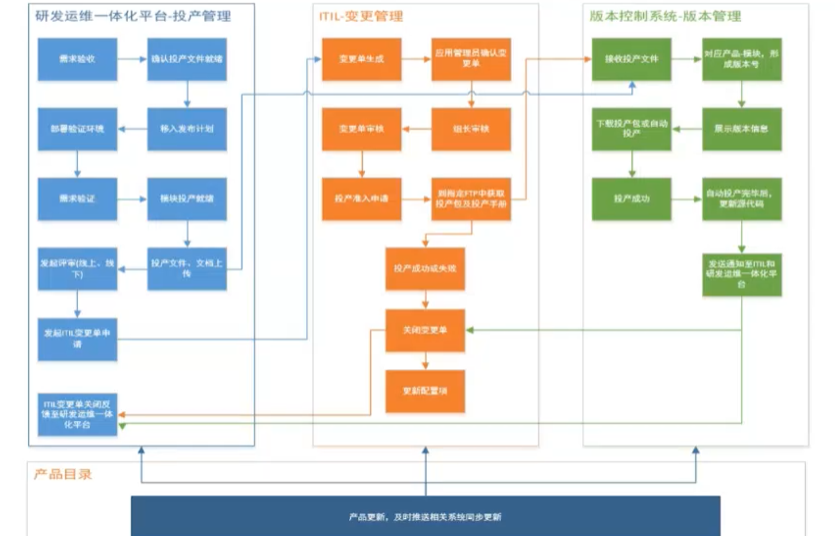 研发运维一体化平台-投产管理
需求验收
确认投产文件就绪
部署验证环境
移入发布计划
需求验证
模块投产就绪
发起评审(线上、线
下)
投产文件、文档上
传
发起ITIL变更单申
请
ITIL变更单关闭反
馈至研发运维一体
化平台
ITIL-变更管理
变更单生成
应用管理员确认变
更单
变更单审核
组长审核
投产准入申请
到指定FTP中获取
投产包及投产手册
投产成功或失败
关闭变更单
更新配置项
版本控制系统-版本管理
接收投产文件
对应产品-模块，形
成版本号
下载投产包或自动
投产
展示版本信息
投产成功
自动投产完毕后，
更新源代码
发送通知至ITIL和
研发运维一体化平
台
产品目录
产品更新，及时推送相关系统同步更新